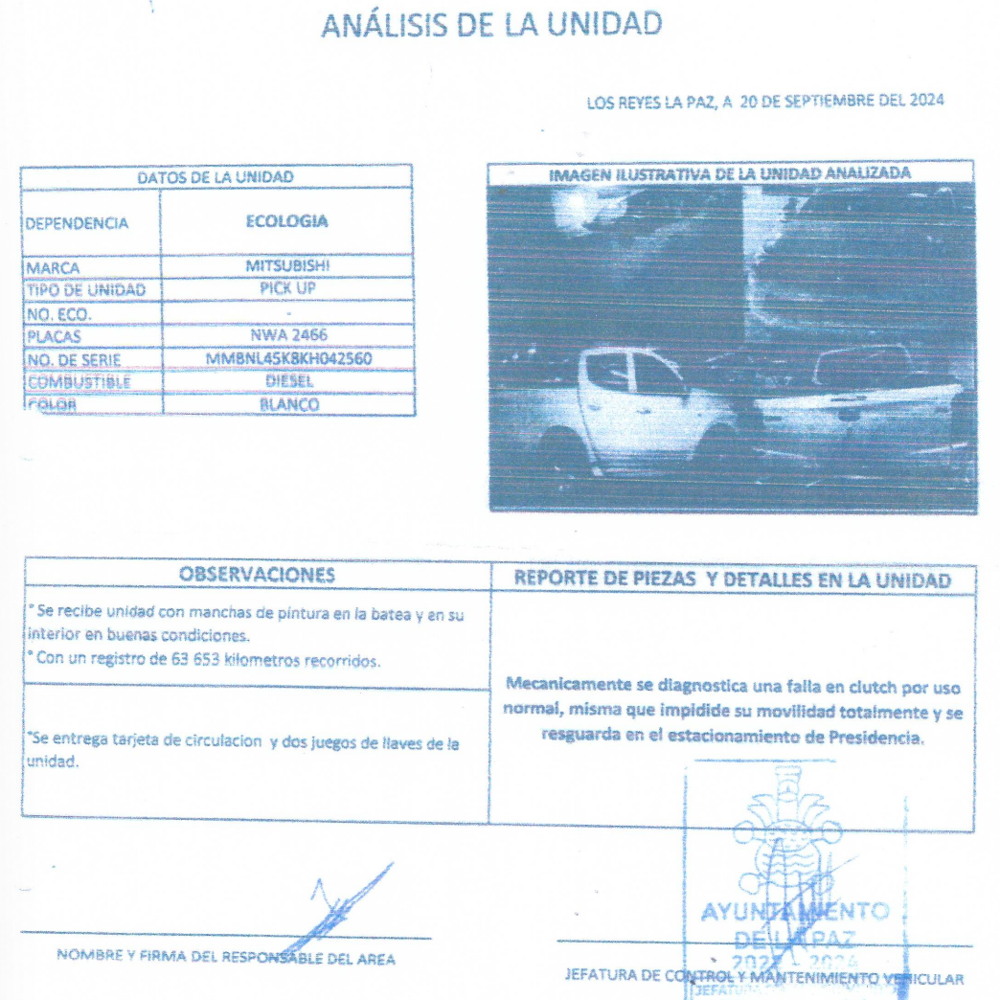 ANÁLISIS DE LA UNIDAD
LOS REYES LA PAZ, A 20 DE SEPTIEMBRE DEL 2024
DATOS DE LA UNIDAD
DEPENDENCIA ECOLOGIA
MARCA MITSUBISHI
TIPO DE UNIDAD PICK UP
NO. ECO. -
PLACAS NWA 2466
NO. DE SERIE MMBNL45K8KH042560
COMBUSTIBLE DIESEL
COLOR BLANCO
IMAGEN ILUSTRATIVA DE LA UNIDAD ANALIZADA
OBSERVACIONES
* Se recibe unidad con manchas de pintura en la batea y en su
interior en buenas condiciones.
* Con un registro de 63 653 kilometros recorridos.
*Se entrega tarjeta de circulacion y dos juegos de llaves de la
unidad.
REPORTE DE PIEZAS Y DETALLES EN LA UNIDAD
Mecanicamente se diagnostica una falla en clutch por uso
normal, misma que impidide su movilidad totalmente y se
resguarda en el estacionamiento de Presidencia.
NOMBRE Y FIRMA DEL RESPONSABLE DEL AREA
AYUNTAMIENTO
DE LA PAZ
2022 - 2024
JEFATURA DE CONTROL Y MANTENIMIENTO VEHICULAR
JEFATURA